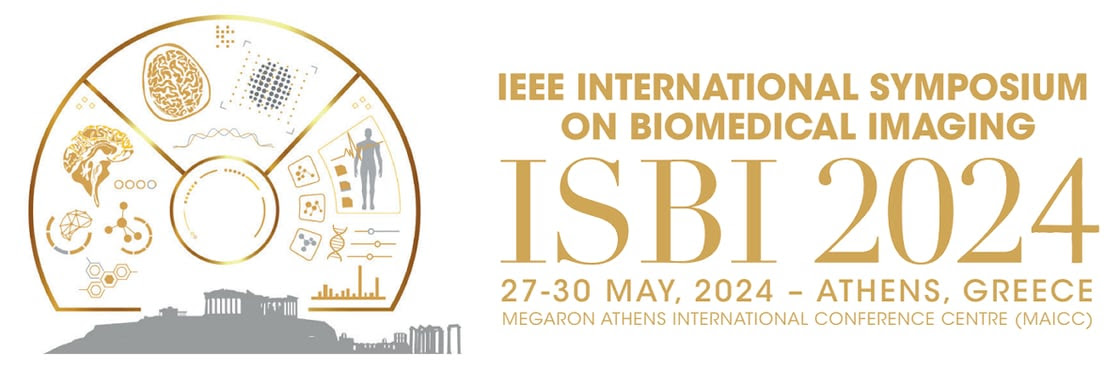 IEEE INTERNATIONAL SYMPOSIUM
ON BIOMEDICAL IMAGING
ISBI 2024
27-30 MAY, 2024 – ATHENS, GREECE
MEGARON ATHENS INTERNATIONAL CONFERENCE CENTRE (MAICC)